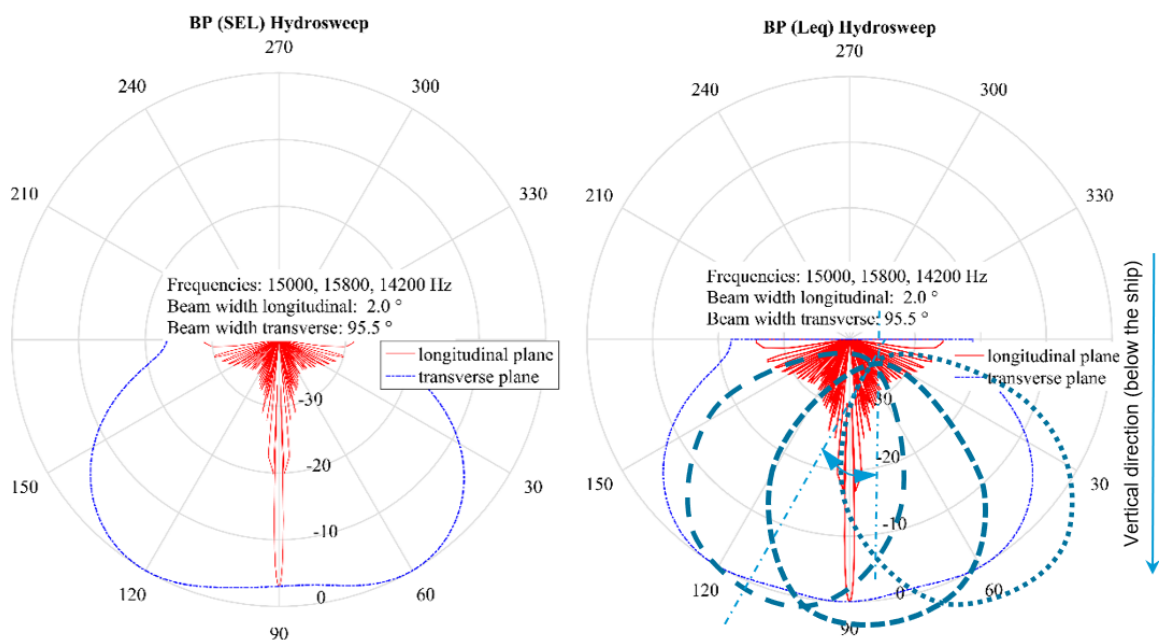 BP (SEL) Hydrosweep
270
240
300
210
330
Frequencies: 15000, 15800, 14200 Hz
Beam width longitudinal: 2.0 °
Beam width transverse: 95.5 °
longitudinal plane
transverse plane
-30
-20
-10
0
150
30
120
60
90
BP (Leq) Hydrosweep
270
240
300
210
330
Frequencies: 15000, 15800, 14200 Hz
Beam width longitudinal: 2.0 °
Beam width transverse: 95.5 °
longitudinal plane
transverse plane
30
-20
-10
0
150
30
120
60
90
Vertical direction (below the ship)